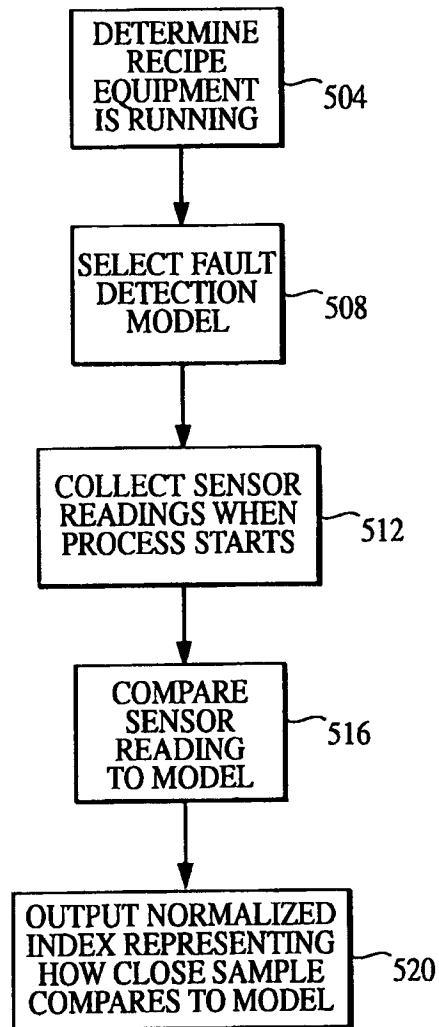 DETERMINE
RECIPE
EQUIPMENT
IS RUNNING
504
SELECT FAULT
DETECTION
MODEL
508
COLLECT SENSOR
READINGS WHEN
PROCESS STARTS
512
COMPARE
SENSOR
READING
TO MODEL
516
OUTPUT NORMALIZED
INDEX REPRESENTING
HOW CLOSE SAMPLE
COMPARES TO MODEL
520